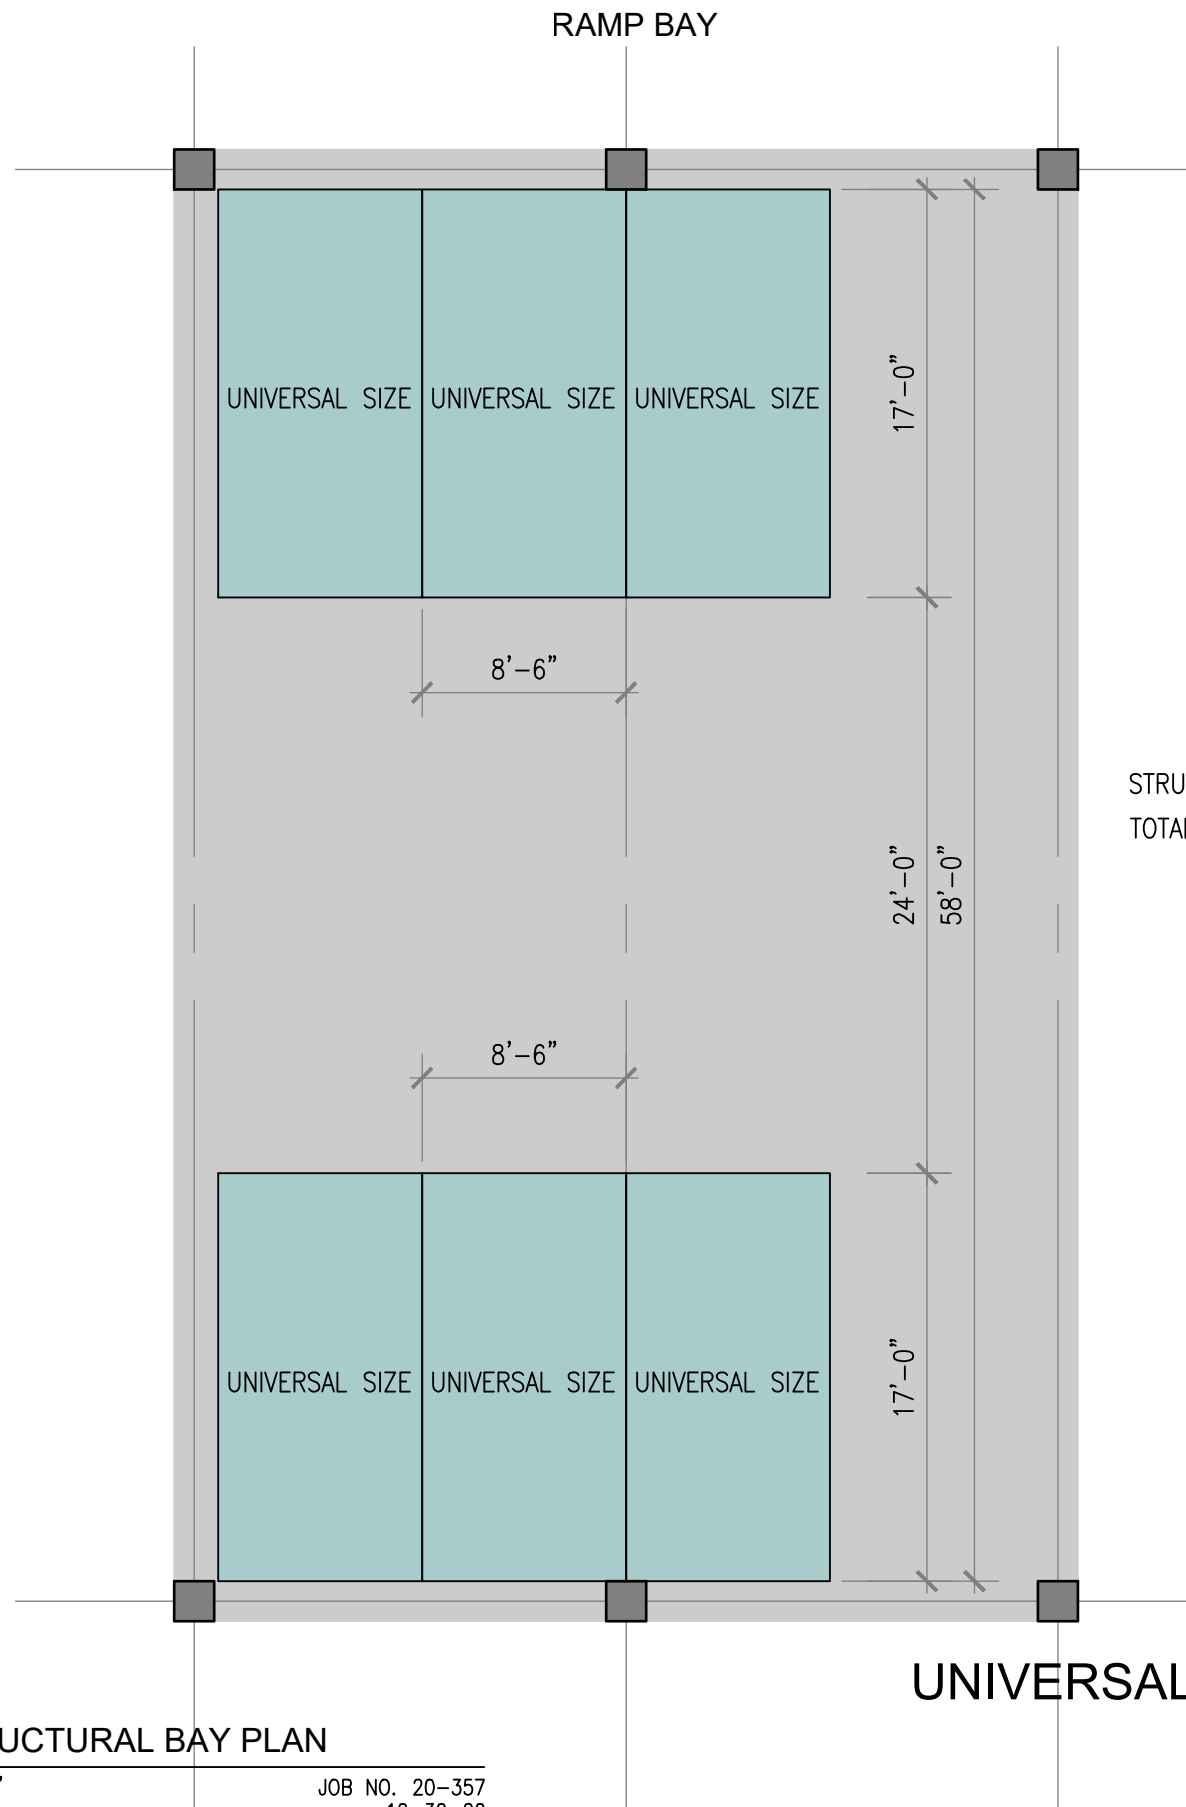 RAMP BAY
UNIVERSAL SIZE
UNIVERSAL SIZE
UNIVERSAL SIZE
17'-0"
8'-6"
STRU
TOTAL
24'-0"
58'-0"
8'-6"
UNIVERSAL SIZE
UNIVERSAL SIZE
UNIVERSAL SIZE
17'-0"
UNIVERSAL
UCTURAL BAY PLAN
JOB NO. 20-357